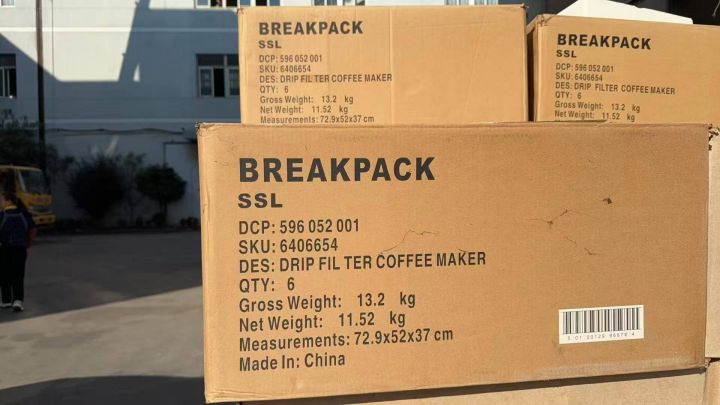 BREAKPACK
SSL
DCP: 596 052 001
SKU: 6406654
DES: DRIP FIL TER COFFEE MAKER
QTY: 6
Gross Weight: 13.2 kg
Net Weight: 11.52 kg
Measurements: 72.9x52x37 cm
BREAKPACK
SSL
DCP: 596 052 001
SKU: 6406654
DES: DRIP FIL TER COFFEE MAKER
QTY: 6
Gross Weight: 13.2 kg
Net Weight: 11.52 kg
BREAKPACK
SSL
DCP: 596 052 001
SKU: 6406654
DES: DRIP FIL TER COFFEE MAKER
QTY: 6
Gross Weight: 13.2 kg
Net Weight: 11.52 kg
Measurements: 72.9x52x37 cm
Made In: China